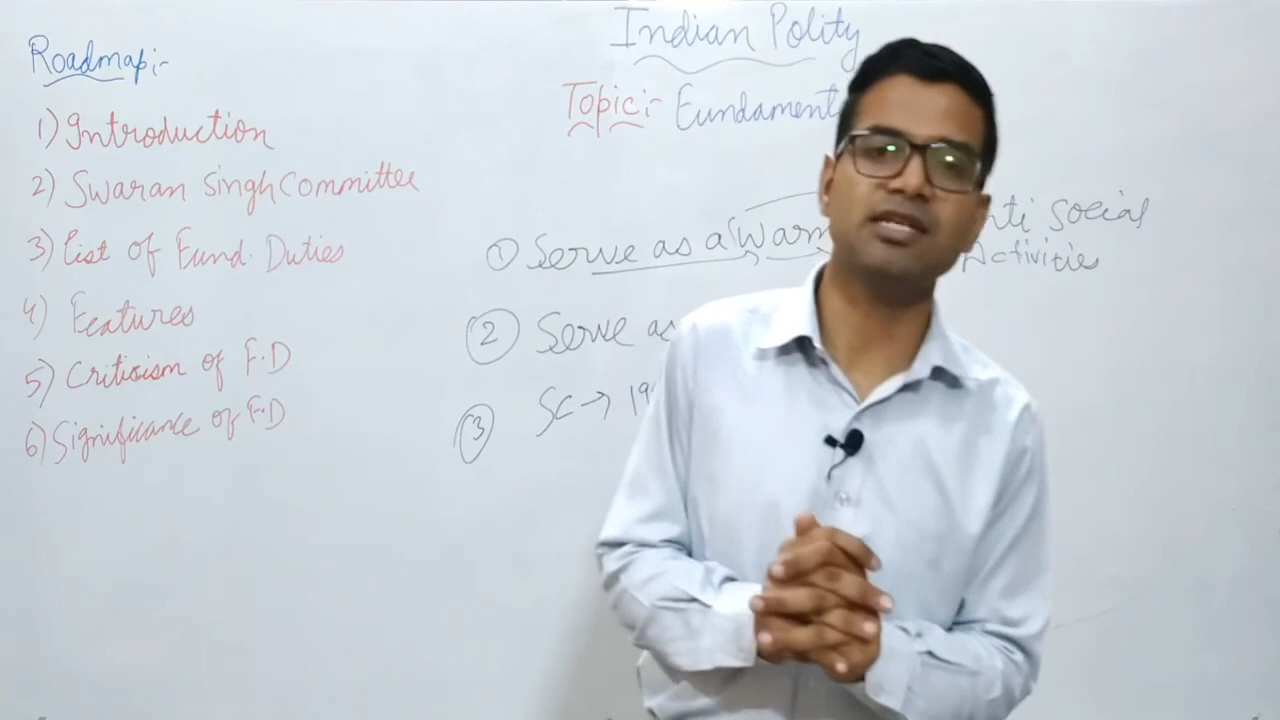 Indian Polity
Topic:- Fundament
Roadmap:-
1) Introduction
2) Swaran Singh Committee
3) List of Fund. Duties
4) Features
5) Criticism of F.D
6) Significance of F.D
① Serve as a Warn nti Social
Activities
② Serve as
③ SC → 19